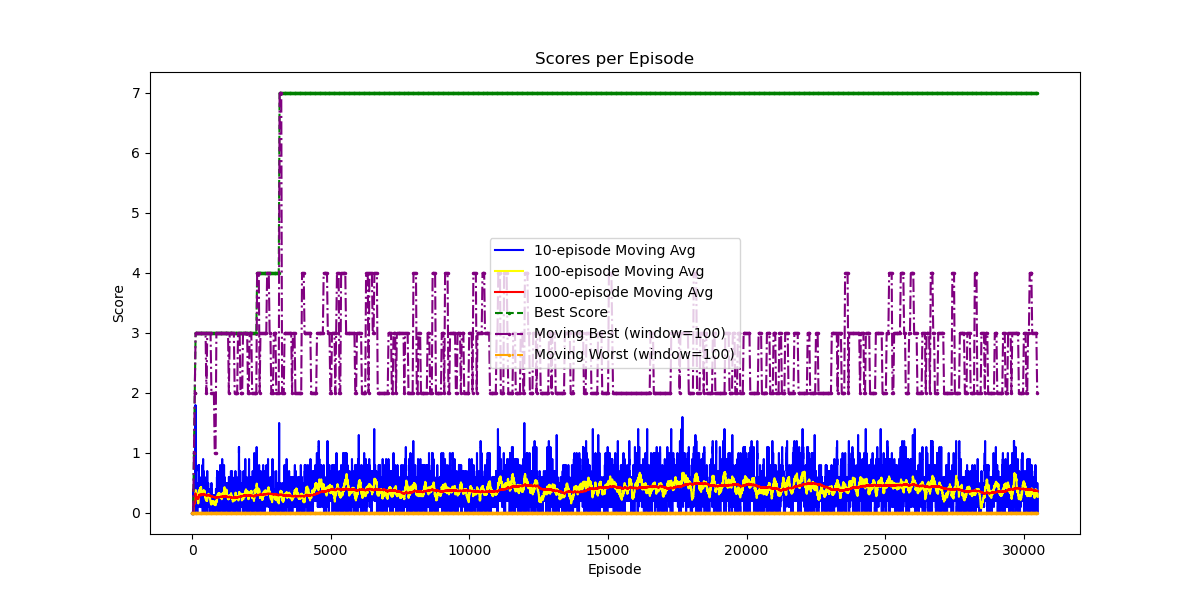 Scores per Episode
7
6
5
4
3
2
1
0
Score
10-episode Moving Avg
100-episode Moving Avg
1000-episode Moving Avg
Best Score
Moving Best (window=100)
Moving Worst (window=100)
0
5000
10000
15000
20000
25000
30000
Episode